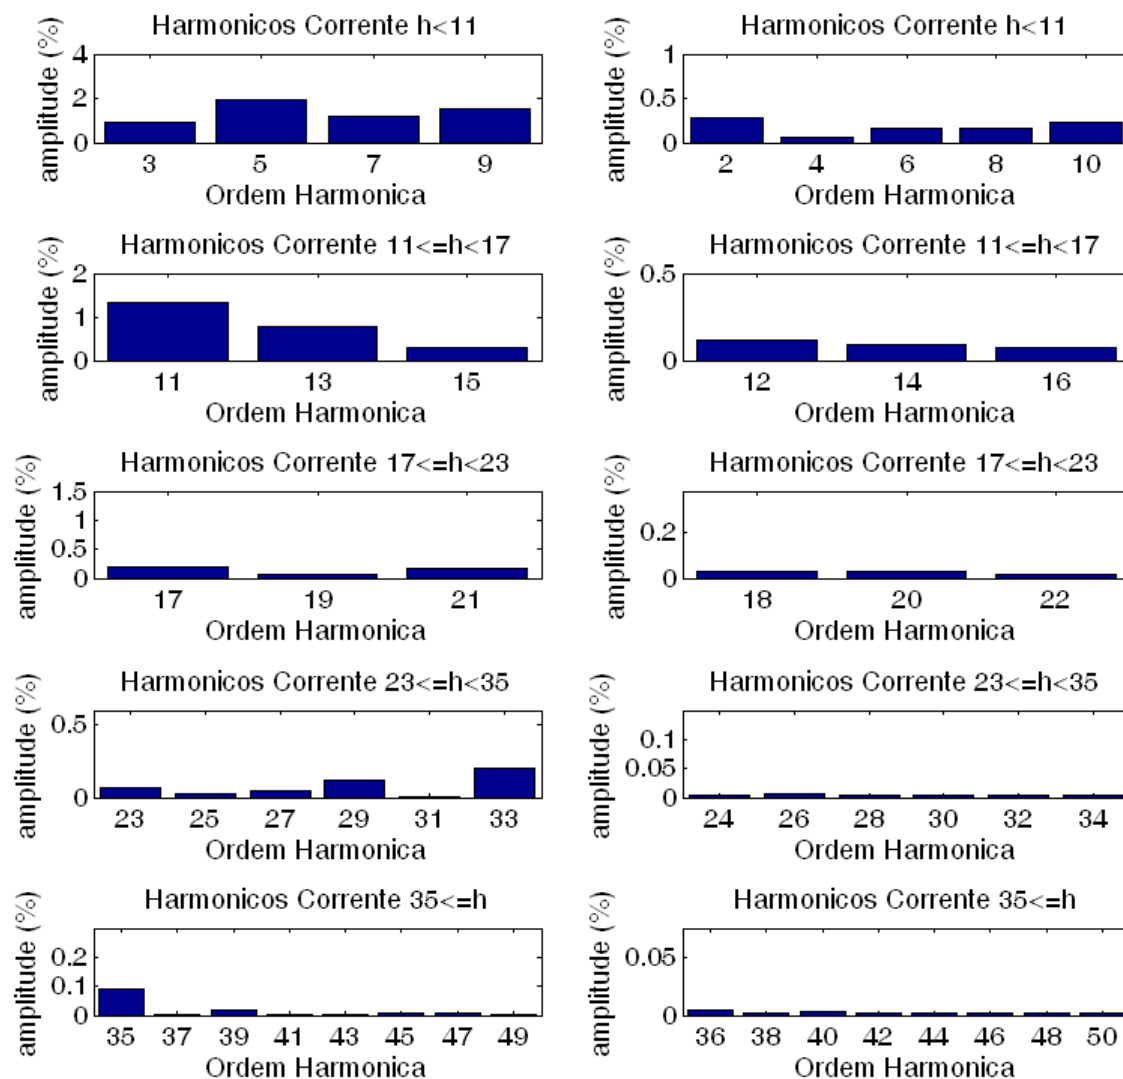 Harmonicos Corrente h<11
amplitude (%)
4
2
0
3 5 7 9
Ordem Harmonica
Harmonicos Corrente h<11
amplitude (%)
1
0.5
0
2 4 6 8 10
Ordem Harmonica
Harmonicos Corrente 11<=h<17
amplitude (%)
2
1
0
11 13 15
Ordem Harmonica
Harmonicos Corrente 11<=h<17
amplitude (%)
0.5
0
12 14 16
Ordem Harmonica
Harmonicos Corrente 17<=h<23
amplitude (%)
1.5
1
0.5
0
17 19 21
Ordem Harmonica
Harmonicos Corrente 17<=h<23
amplitude (%)
0.2
0
18 20 22
Ordem Harmonica
Harmonicos Corrente 23<=h<35
amplitude (%)
0.5
0
23 25 27 29 31 33
Ordem Harmonica
Harmonicos Corrente 23<=h<35
amplitude (%)
0.1
0.05
0
24 26 28 30 32 34
Ordem Harmonica
Harmonicos Corrente 35<=h
amplitude (%)
0.2
0.1
0
35 37 39 41 43 45 47 49
Ordem Harmonica
Harmonicos Corrente 35<=h
amplitude (%)
0.05
0
36 38 40 42 44 46 48 50
Ordem Harmonica